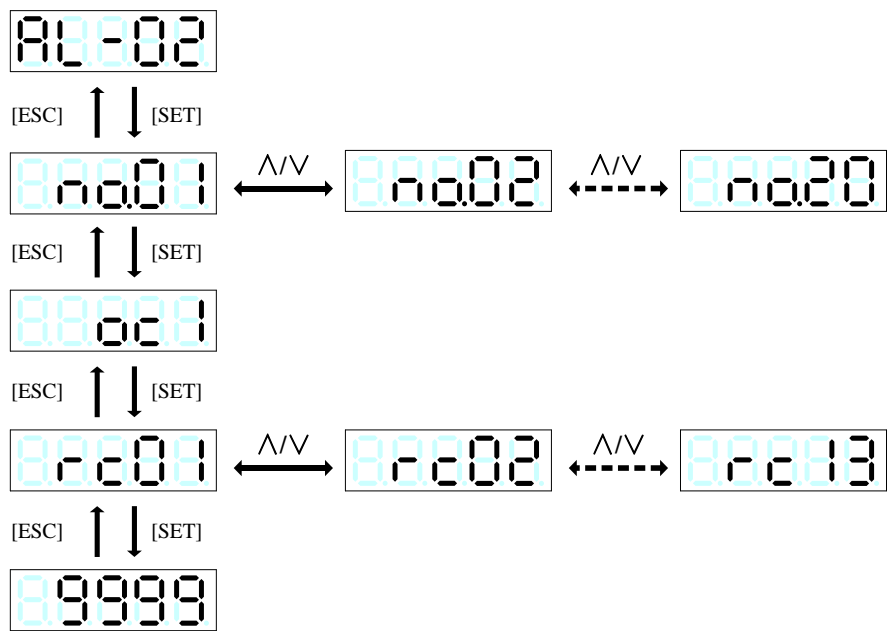 AL-02
[ESC] [SET]
no.01 ∧/∨ no.02 ∧/∨ no.20
[ESC] [SET]
oc1
[ESC] [SET]
rc01 ∧/∨ rc02 ∧/∨ rc13
[ESC] [SET]
9999